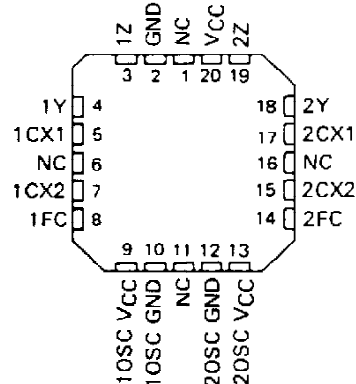 1Z GND NC VCC 2Z
3 2 1 20 19
1Y 4 18 2Y
1CX1 5 17 2CX1
NC 6 16 NC
1CX2 7 15 2CX2
1FC 8 14 2FC
9 10 11 12 13
1OSC VCC
1OSC GND
NC
2OSC GND
2OSC VCC